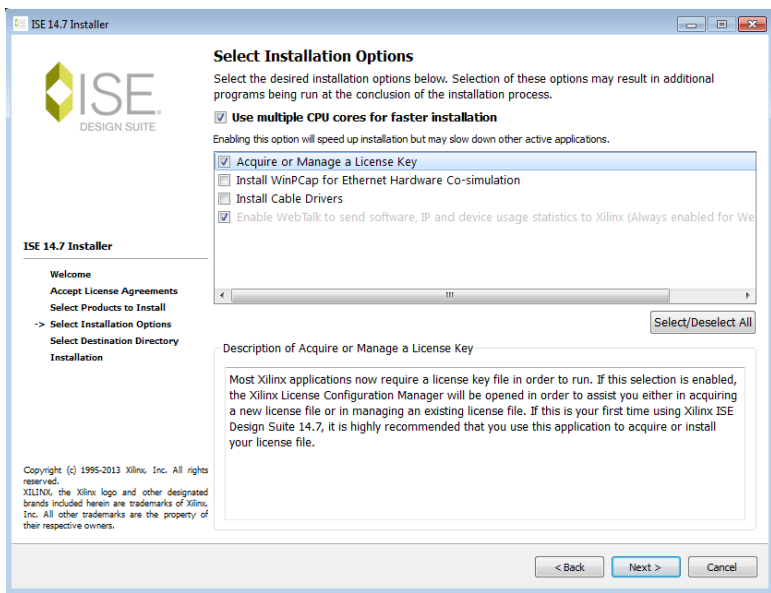 ISE 14.7 Installer
ISE
DESIGN SUITE
ISE 14.7 Installer
Welcome
Accept License Agreements
Select Products to Install
-> Select Installation Options
Select Destination Directory
Installation
Copyright (c) 1995-2013 Xilinx, Inc. All rights
reserved.
XILINX, the Xilinx logo and other designated
brands included herein are trademarks of Xilinx,
Inc. All other trademarks are the property of
their respective owners.
Select Installation Options
Select the desired installation options below. Selection of these options may result in additional
programs being run at the conclusion of the installation process.
Use multiple CPU cores for faster installation
Enabling this option will speed up installation but may slow down other active applications.
Acquire or Manage a License Key
Install WinPCap for Ethernet Hardware Co-simulation
Install Cable Drivers
Enable WebTalk to send software, IP and device usage statistics to Xilinx (Always enabled for We
Select/Deselect All
Description of Acquire or Manage a License Key
Most Xilinx applications now require a license key file in order to run. If this selection is enabled,
the Xilinx License Configuration Manager will be opened in order to assist you either in acquiring
a new license file or in managing an existing license file. If this is your first time using Xilinx ISE
Design Suite 14.7, it is highly recommended that you use this application to acquire or install
your license file.
< Back
Next >
Cancel